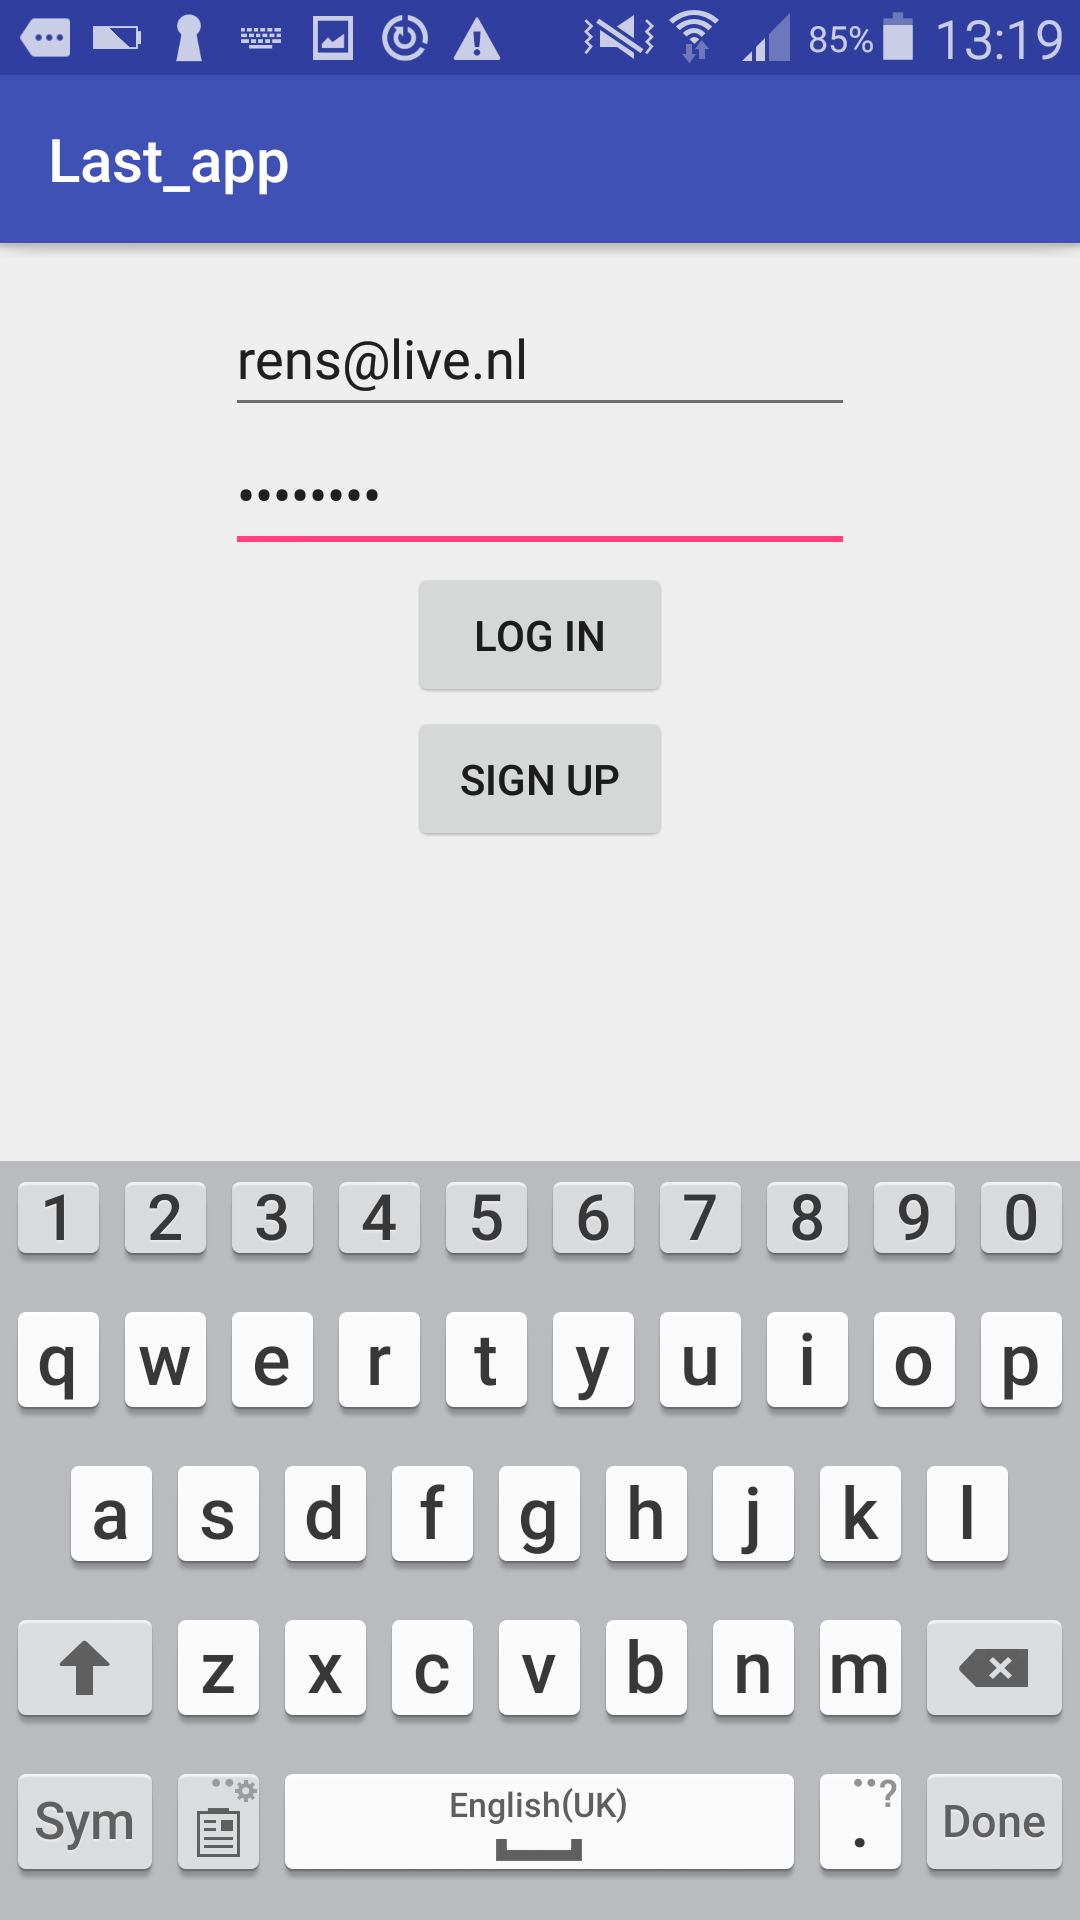 85% 13:19
Last_app
rens@live.nl
••••••••
LOG IN
SIGN UP
1 2 3 4 5 6 7 8 9 0
q w e r t y u i o p
a s d f g h j k l
z x c v b n m
Sym English(UK) . ? Done